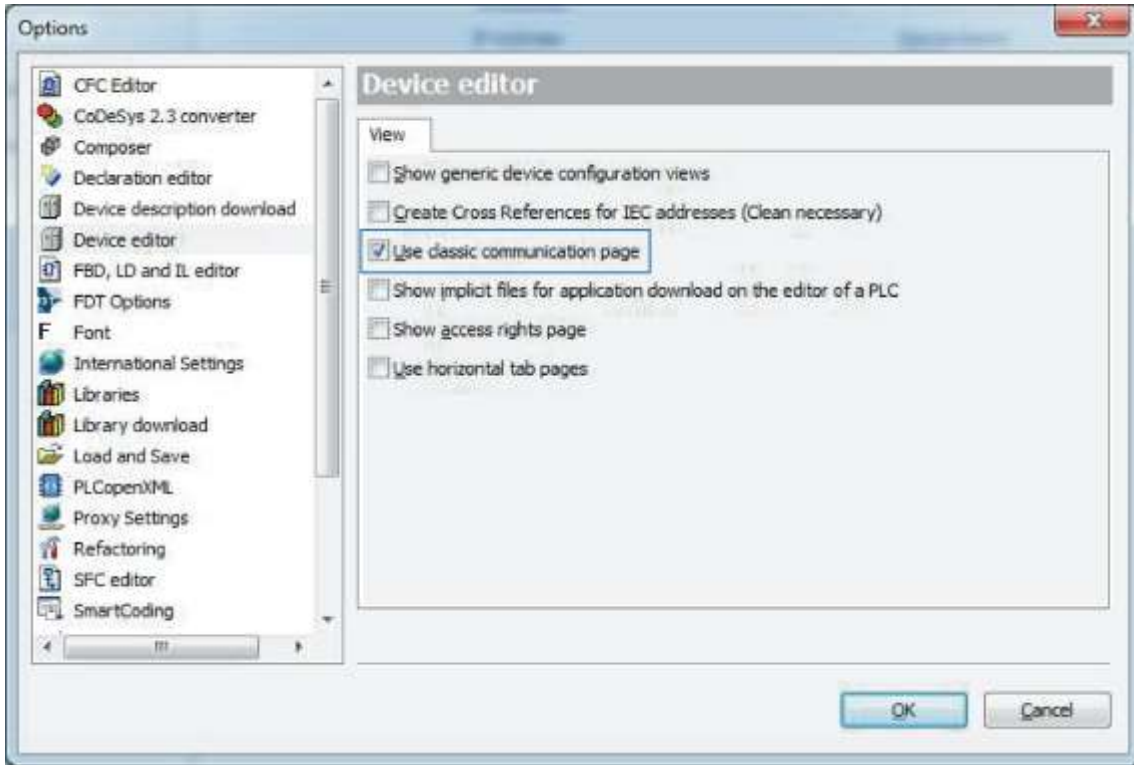 Options
CFC Editor
CoDeSys 2.3 converter
Composer
Declaration editor
Device description download
Device editor
FBD, LD and IL editor
FDT Options
Font
International Settings
Libraries
Library download
Load and Save
PLCopenXML
Proxy Settings
Refactoring
SFC editor
SmartCoding
Device editor
View
Show generic device configuration views
Create Cross References for IEC addresses (Clean necessary)
Use classic communication page
Show implicit files for application download on the editor of a PLC
Show access rights page
Use horizontal tab pages
OK
Cancel